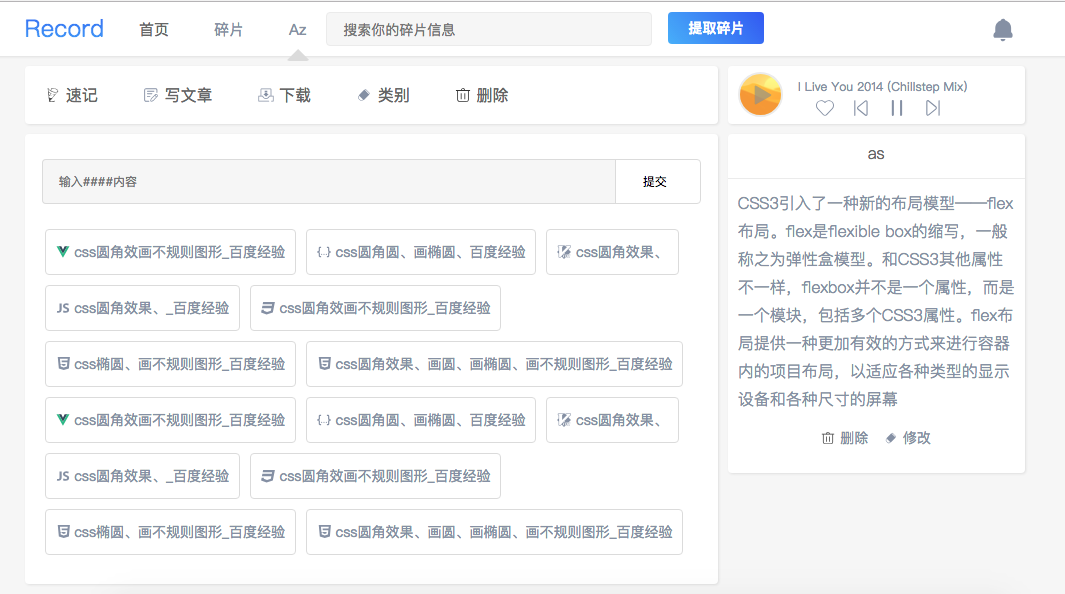 Record 首页 碎片 Az 搜索你的碎片信息 提取碎片
速记 写文章 下载 类别 删除
输入####内容 提交
css圆角效画不规则图形_百度经验 {..} css圆角圆、画椭圆、百度经验 css圆角效果、
JS css圆角效果、_百度经验 css圆角效画不规则图形_百度经验
css椭圆、画不规则图形_百度经验 css圆角效果、画圆、画椭圆、画不规则图形_百度经验
css圆角效画不规则图形_百度经验 {..} css圆角圆、画椭圆、百度经验 css圆角效果、
JS css圆角效果、_百度经验 css圆角效画不规则图形_百度经验
css椭圆、画不规则图形_百度经验 css圆角效果、画圆、画椭圆、画不规则图形_百度经验
I Live You 2014 (Chillstep Mix)
as
CSS3引入了一种新的布局模型——flex
布局。flex是flexible box的缩写，一般
称之为弹性盒模型。和CSS3其他属性
不一样，flexbox并不是一个属性，而是
一个模块，包括多个CSS3属性。flex布
局提供一种更加有效的方式来进行容器
内的项目布局，以适应各种类型的显示
设备和各种尺寸的屏幕
删除 修改